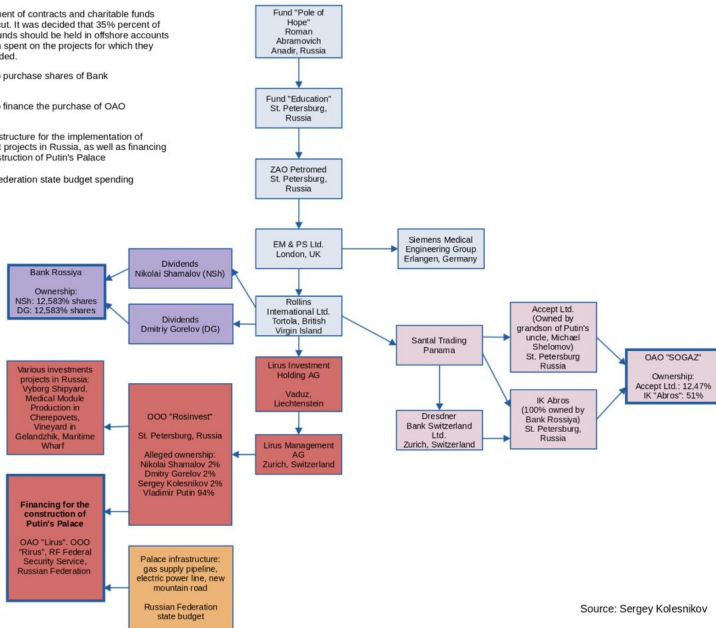 ment of contracts and charitable funds
cut. It was decided that 35% percent of
unds should be held in offshore accounts
spent on the projects for which they
ded.
purchase shares of Bank
finance the purchase of OAO
structure for the implementation of
t projects in Russia, as well as financing
struction of Putin's Palace
ederation state budget spending
Fund "Pole of
Hope"
Roman
Abramovich
Anadir, Russia
Fund "Education"
St. Petersburg,
Russia
ZAO Petromed
St. Petersburg,
Russia
EM & PS Ltd.
London, UK
Siemens Medical
Engineering Group
Erlangen, Germany
Bank Rossiya
Ownership:
NSh: 12,583% shares
DG: 12,583% shares
Dividends
Nikolai Shamalov (NSh)
Dividends
Dmitriy Gorelov (DG)
Rollins
International Ltd.
Tortola, British
Virgin Island
Santal Trading
Panama
Accept Ltd.
(Owned by
grandson of Putin's
uncle, Michael
Shelomov)
St. Petersburg
Russia
OAO "SOGAZ"
Ownership:
Accept Ltd.: 12,47%
IK "Abros": 51%
IK Abros
(100% owned by
Bank Rossiya)
St. Petersburg,
Russia
Dresdner
Bank Switzerland
Ltd.
Zurich, Switzerland
Lirus Investment
Holding AG
Vaduz,
Liechtenstein
Lirus Management
AG
Zurich, Switzerland
Various investments
projects in Russia:
Vyborg Shipyard,
Medical Module
Production in
Cherepovets,
Vineyard in
Gelandzhik, Maritime
Wharf
OOO "Rosinvest"
St. Petersburg, Russia
Alleged ownership:
Nikolai Shamalov 2%
Dmitry Gorelov 2%
Sergey Kolesnikov 2%
Vladimir Putin 94%
Financing for the
construction of
Putin's Palace
OAO "Lirus". OOO
"Rirus", RF Federal
Security Service,
Russian Federation
Palace infrastructure:
gas supply pipeline,
electric power line, new
mountain road
Russian Federation
state budget
Source: Sergey Kolesnikov